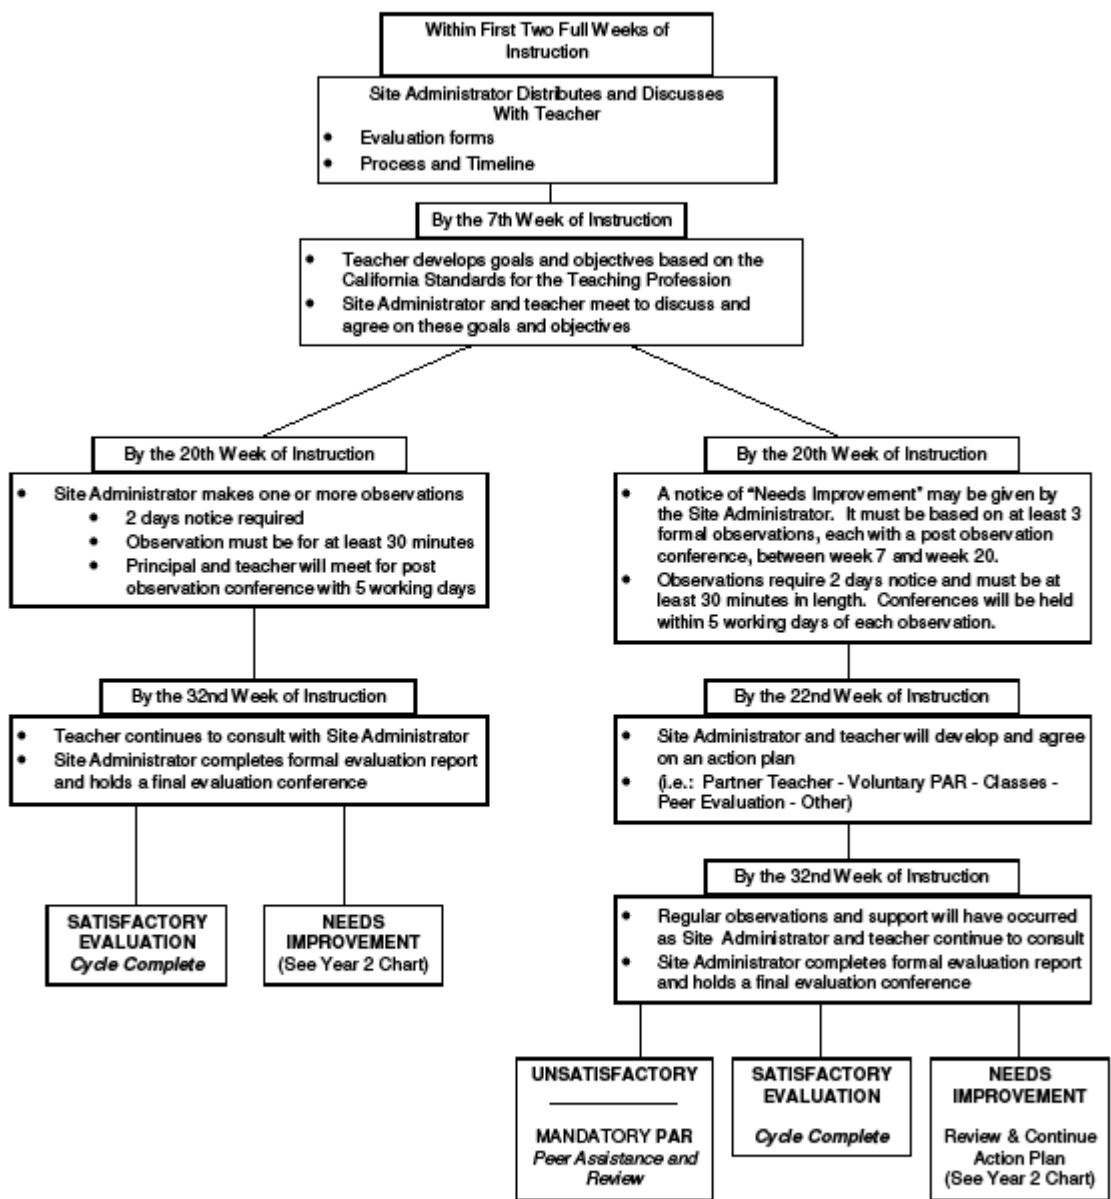 Within First Two Full Weeks of
Instruction
Site Administrator Distributes and Discusses
With Teacher
• Evaluation forms
• Process and Timeline
By the 7th Week of Instruction
• Teacher develops goals and objectives based on the
California Standards for the Teaching Profession
• Site Administrator and teacher meet to discuss and
agree on these goals and objectives
By the 20th Week of Instruction
• Site Administrator makes one or more observations
• 2 days notice required
• Observation must be for at least 30 minutes
• Principal and teacher will meet for post
observation conference with 5 working days
By the 32nd Week of Instruction
• Teacher continues to consult with Site Administrator
• Site Administrator completes formal evaluation report
and holds a final evaluation conference
SATISFACTORY
EVALUATION
Cycle Complete
NEEDS
IMPROVEMENT
(See Year 2 Chart)
By the 20th Week of Instruction
• A notice of “Needs Improvement” may be given by
the Site Administrator. It must be based on at least 3
formal observations, each with a post observation
conference, between week 7 and week 20.
• Observations require 2 days notice and must be at
least 30 minutes in length. Conferences will be held
within 5 working days of each observation.
By the 22nd Week of Instruction
• Site Administrator and teacher will develop and agree
on an action plan
• (i.e.: Partner Teacher - Voluntary PAR - Classes -
Peer Evaluation - Other)
By the 32nd Week of Instruction
• Regular observations and support will have occurred
as Site Administrator and teacher continue to consult
• Site Administrator completes formal evaluation report
and holds a final evaluation conference
UNSATISFACTORY
MANDATORY PAR
Peer Assistance and
Review
SATISFACTORY
EVALUATION
Cycle Complete
NEEDS
IMPROVEMENT
Review & Continue
Action Plan
(See Year 2 Chart)